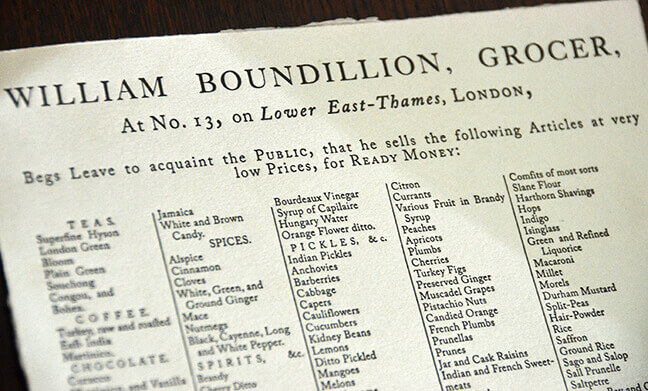 WILLIAM BOUNDILLION, GROCER,
At No. 13, on Lower East-Thames, LONDON,
Begs Leave to acquaint the PUBLIC, that he sells the following Articles at very
low Prices, for READY MONEY:
TEAS.
Superfine Hyson
London Green
Bloom
Plain Green
Souchong
Congou, and
Bohea.
COFFEE.
Turkey, raw and roasted
East India
Martinico.
CHOCOLATE.
and Vanilla
Jamaica
White and Brown
Candy.
SPICES.
Alspice
Cinnamon
Cloves
White, Green, and
Ground Ginger
Mace
Nutmegs
Black, Cayenne, Long
and White Pepper.
SPIRITS, &c.
Brandy
Cherry Ditto
Bourdeaux Vinegar
Syrup of Capilaire
Hungary Water
Orange Flower ditto.
PICKLES, &c.
Indian Pickles
Anchovies
Barberries
Cabbage
Capers
Cauliflowers
Cucumbers
Kidney Beans
Lemons
Ditto Pickled
Mangoes
Melons
Citron
Currants
Various Fruit in Brandy
Syrup
Peaches
Apricots
Plumbs
Cherries
Turkey Figs
Preserved Ginger
Muscadel Grapes
Pistachio Nuts
Candied Orange
French Plumbs
Prunellas
Prunes
Jar and Cask Raisins
Indian and French Sweet-
meats
Comfits of most sorts
Slane Flour
Harthorn Shavings
Hops
Indigo
Isinglass
Green and Refined
Liquorice
Macaroni
Millet
Morels
Durham Mustard
Split-Peas
Hair-Powder
Rice
Saffron
Ground Rice
Sago and Salop
Sall Prunelle
Saltpetre